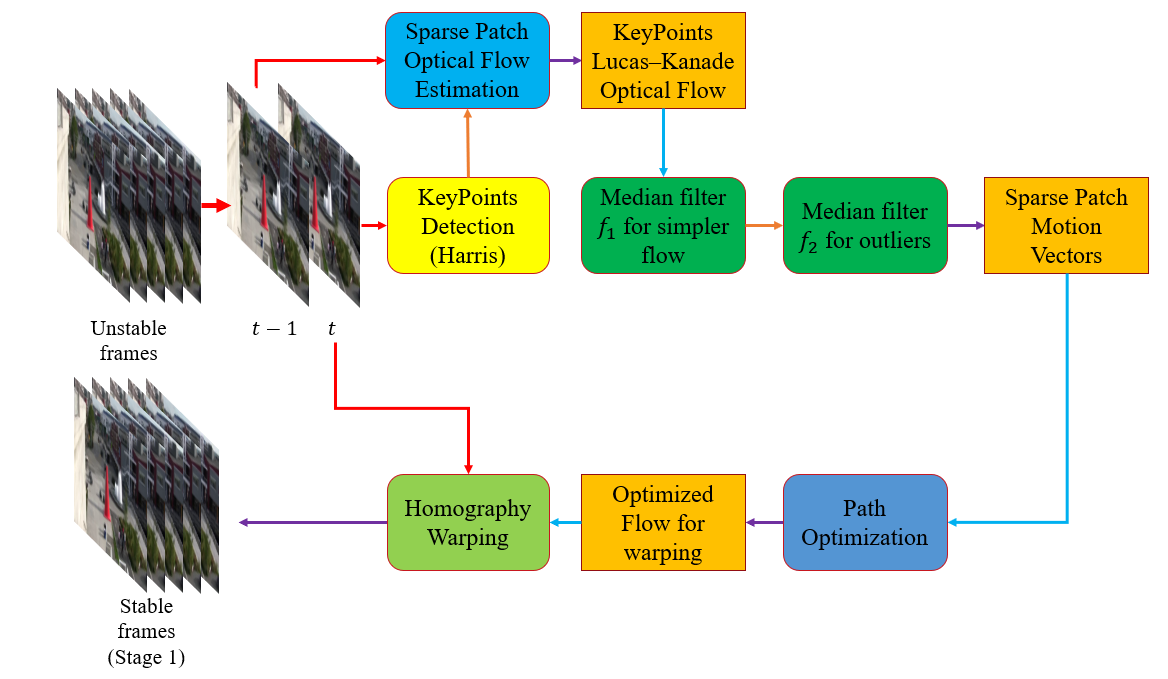 Sparse Patch
Optical Flow
Estimation
KeyPoints
Lucas–Kanade
Optical Flow
KeyPoints
Detection
(Harris)
Median filter
𝑓₁ for simpler
flow
Median filter
𝑓₂ for outliers
Sparse Patch
Motion
Vectors
Unstable
frames
𝑡 − 1
𝑡
Homography
Warping
Optimized
Flow for
warping
Path
Optimization
Stable
frames
(Stage 1)